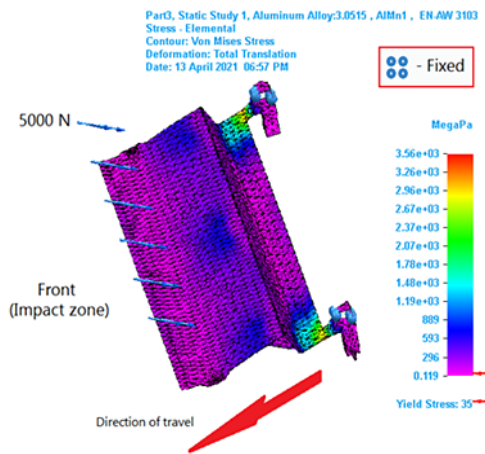 Part3, Static Study 1, Aluminum Alloy:3.0515 , AlMn1 , EN-AW 3103
Stress - Elemental
Contour: Von Mises Stress
Deformation: Total Translation
Date: 13 April 2021 06:57 PM
- Fixed
5000 N
MegaPa
3.56e+03
3.26e+03
2.96e+03
2.67e+03
2.37e+03
2.07e+03
1.78e+03
1.48e+03
1.19e+03
889
593
296
0.119
Front
(Impact zone)
Yield Stress: 35
Direction of travel